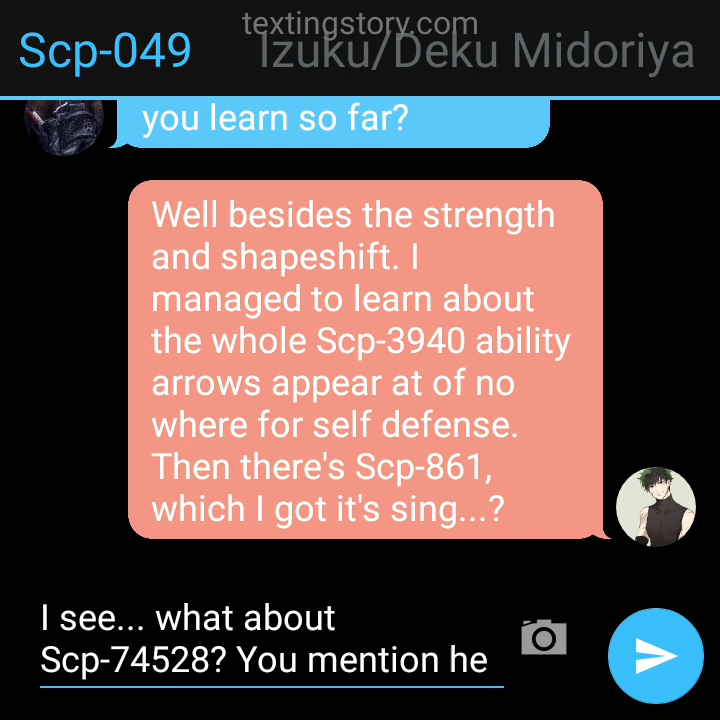 textingstory.com
Scp-049
Izuku/Deku Midoriya
you learn so far?
Well besides the strength
and shapeshift. I
managed to learn about
the whole Scp-3940 ability
arrows appear at of no
where for self defense.
Then there's Scp-861,
which I got it's sing...?
I see... what about
Scp-74528? You mention he